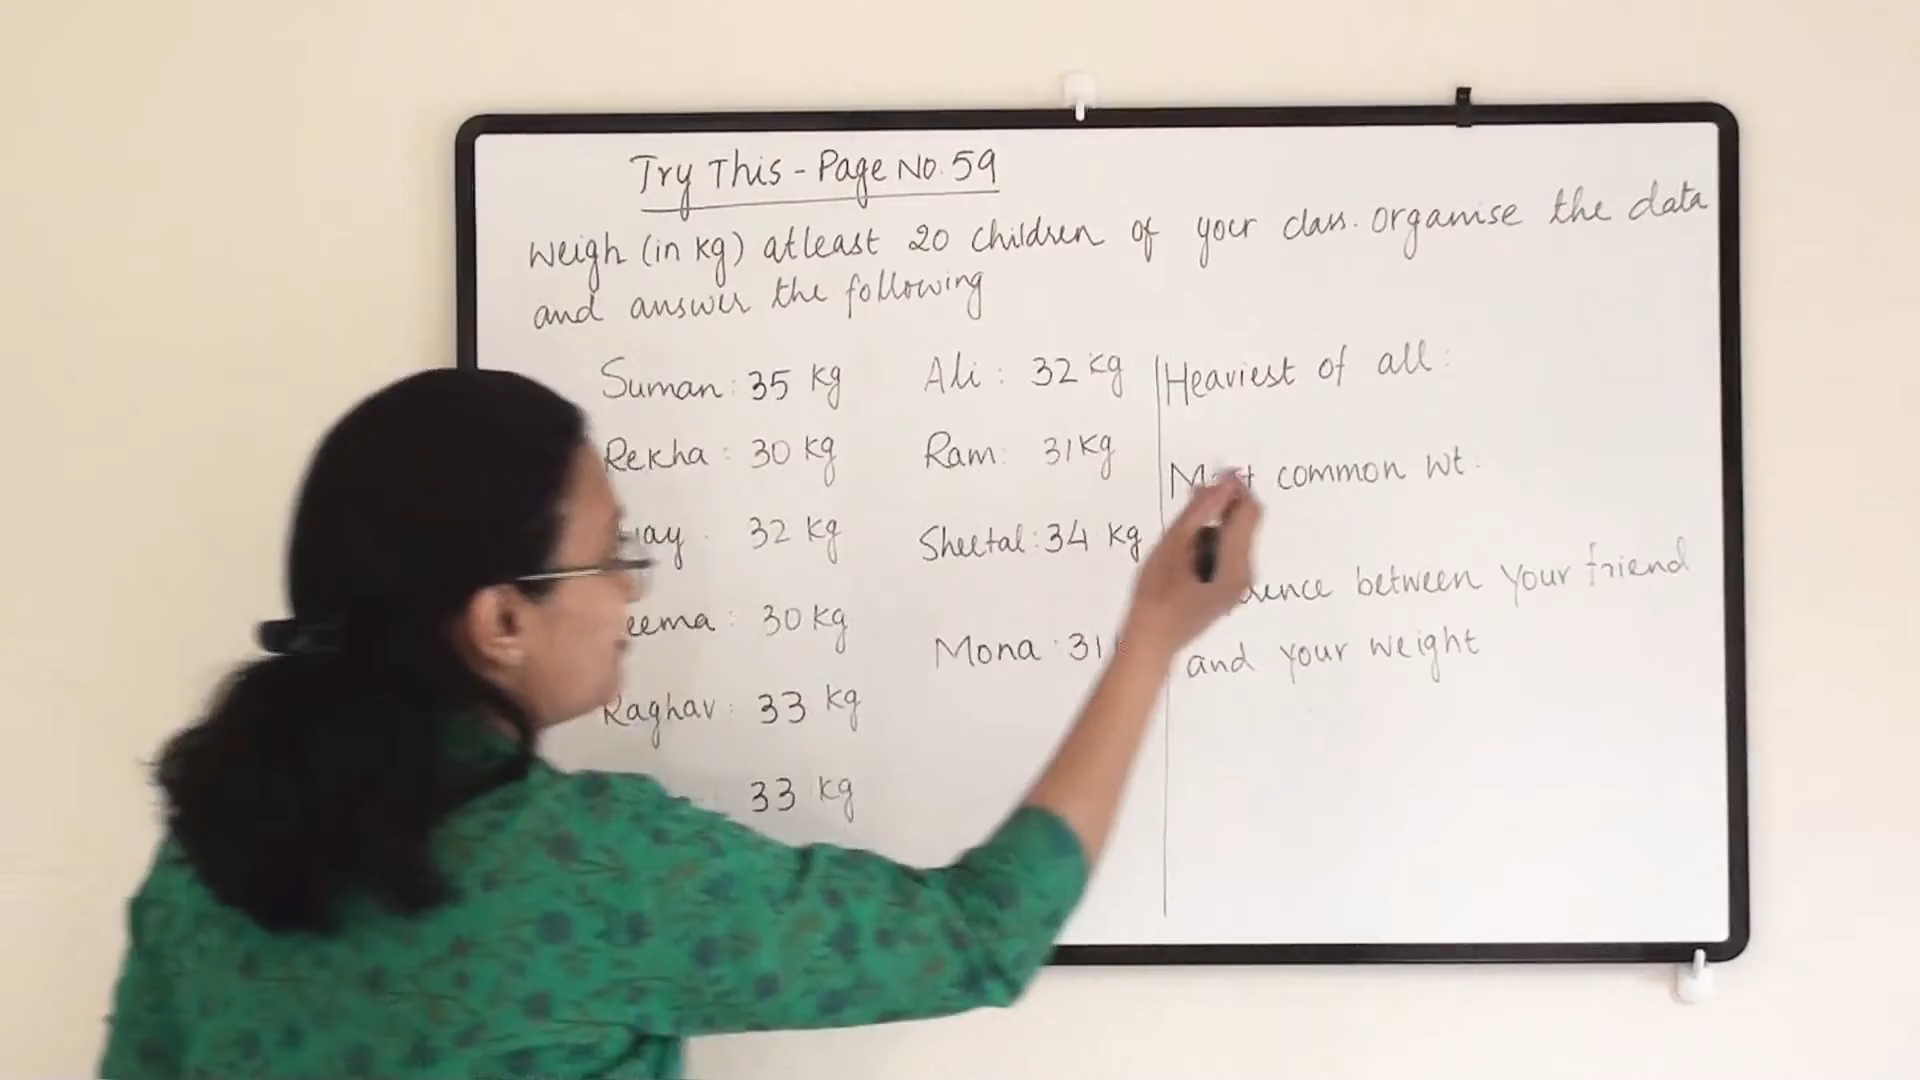 Try This - Page No. 59
Weigh (in kg) atleast 20 children of your class. organise the data
and answer the following
Suman: 35 kg
Rekha: 30 kg
32 kg
30 kg
Raghav: 33 kg
33 kg
Ali: 32 kg
Ram: 31 kg
Sheetal: 34 kg
Mona: 31
Heaviest of all:
Most common wt:
between your friend
and your weight